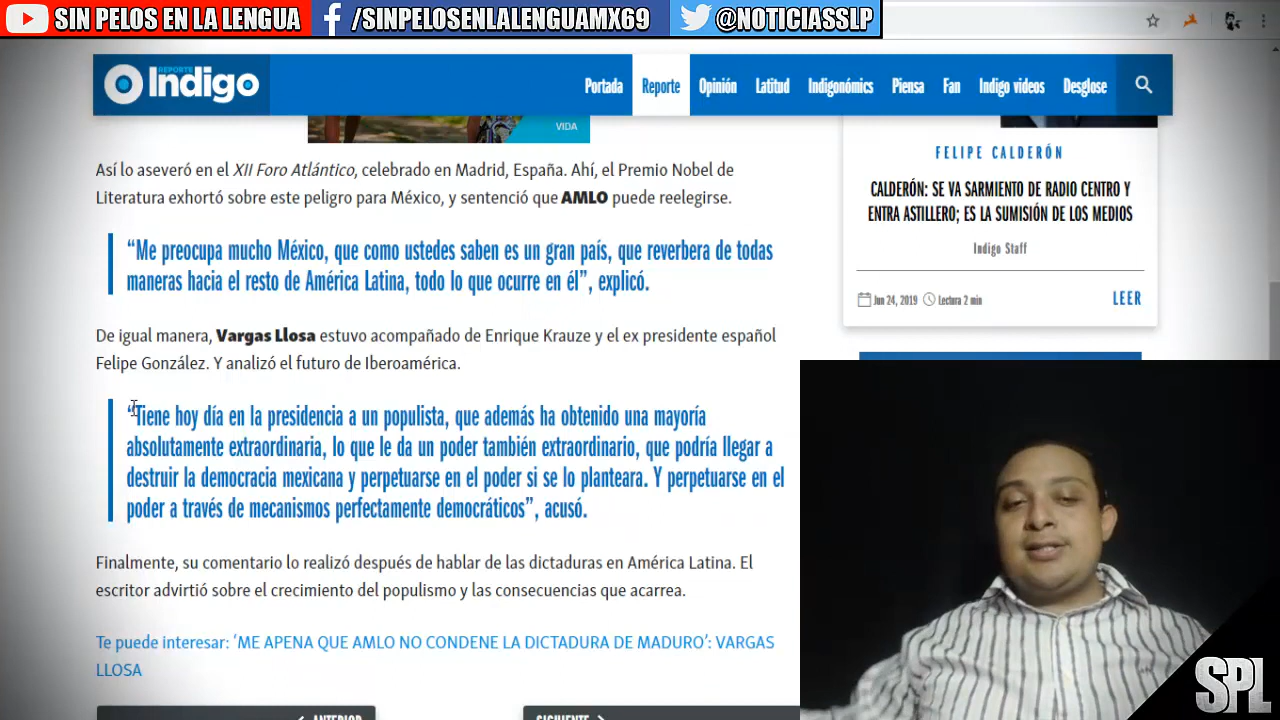 SIN PELOS EN LA LENGUA
/SINPELOSENLALENGUAMX69
@NOTICIASSLP
REPORTE
Indigo
Portada
Reporte
Opinión
Latitud
Indigonómics
Piensa
Fan
Indigo videos
Desglose
VIDA
Así lo aseveró en el XII Foro Atlántico, celebrado en Madrid, España. Ahí, el Premio Nobel de
Literatura exhortó sobre este peligro para México, y sentenció que AMLO puede reelegirse.
“Me preocupa mucho México, que como ustedes saben es un gran país, que reverbera de todas
maneras hacia el resto de América Latina, todo lo que ocurre en él”, explicó.
De igual manera, Vargas Llosa estuvo acompañado de Enrique Krauze y el ex presidente español
Felipe González. Y analizó el futuro de Iberoamérica.
“Tiene hoy día en la presidencia a un populista, que además ha obtenido una mayoría
absolutamente extraordinaria, lo que le da un poder también extraordinario, que podría llegar a
destruir la democracia mexicana y perpetuarse en el poder si se lo planteara. Y perpetuarse en el
poder a través de mecanismos perfectamente democráticos”, acusó.
Finalmente, su comentario lo realizó después de hablar de las dictaduras en América Latina. El
escritor advirtió sobre el crecimiento del populismo y las consecuencias que acarrea.
Te puede interesar: ‘ME APENA QUE AMLO NO CONDENE LA DICTADURA DE MADURO’: VARGAS
LLOSA
ANTERIOR
SIGUIENTE
FELIPE CALDERÓN
CALDERÓN: SE VA SARMIENTO DE RADIO CENTRO Y
ENTRA ASTILLERO; ES LA SUMISIÓN DE LOS MEDIOS
Indigo Staff
Jun 24, 2019
Lectura 2 min
LEER
SPL